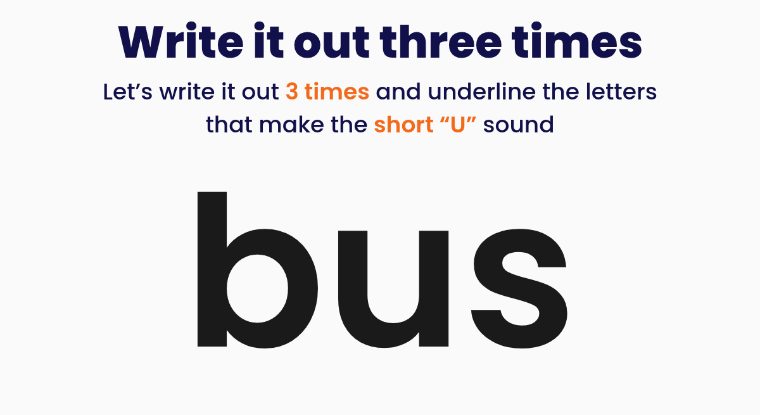 Write it out three times
Let’s write it out 3 times and underline the letters
that make the short “U” sound
bus